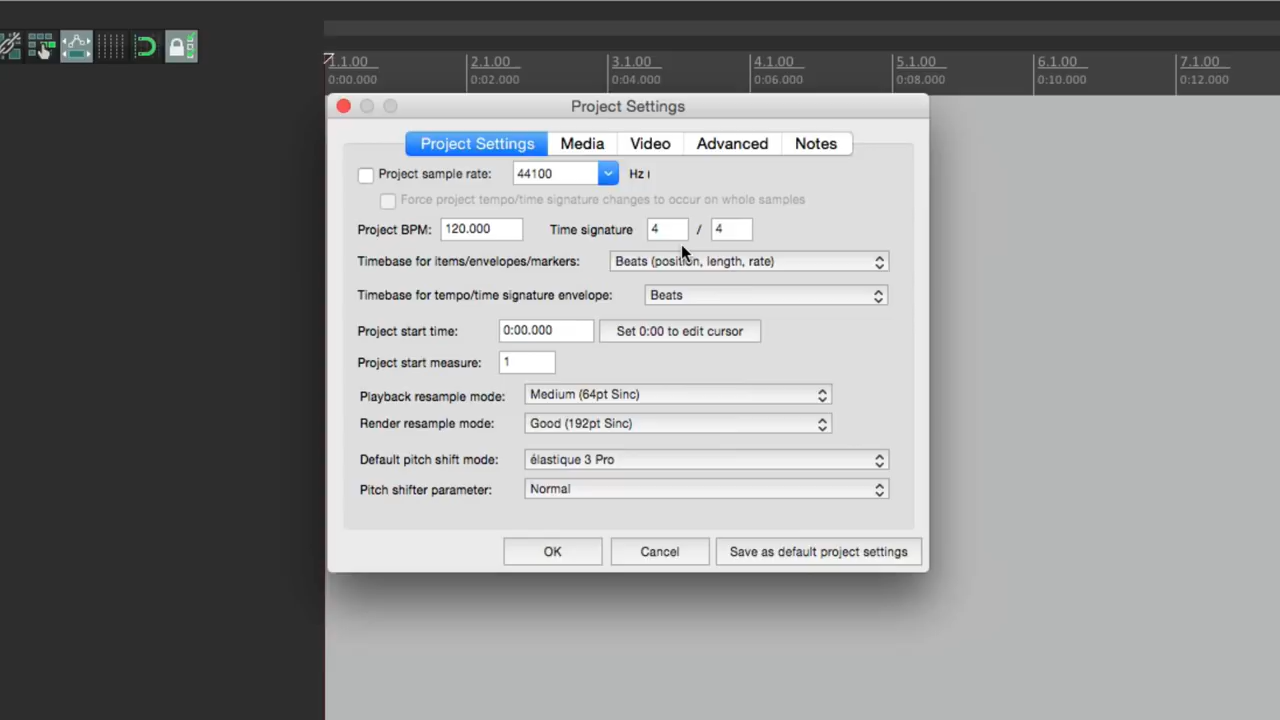 1.1.00 2.1.00 3.1.00 4.1.00 5.1.00 6.1.00 7.1.00
0:00.000 0:02.000 0:04.000 0:06.000 0:08.000 0:10.000 0:12.000
Project Settings
Project Settings Media Video Advanced Notes
Project sample rate: 44100 Hz
Force project tempo/time signature changes to occur on whole samples
Project BPM: 120.000 Time signature 4 / 4
Timebase for items/envelopes/markers: Beats (position, length, rate)
Timebase for tempo/time signature envelope: Beats
Project start time: 0:00.000 Set 0:00 to edit cursor
Project start measure: 1
Playback resample mode: Medium (64pt Sinc)
Render resample mode: Good (192pt Sinc)
Default pitch shift mode: élastique 3 Pro
Pitch shifter parameter: Normal
OK Cancel Save as default project settings